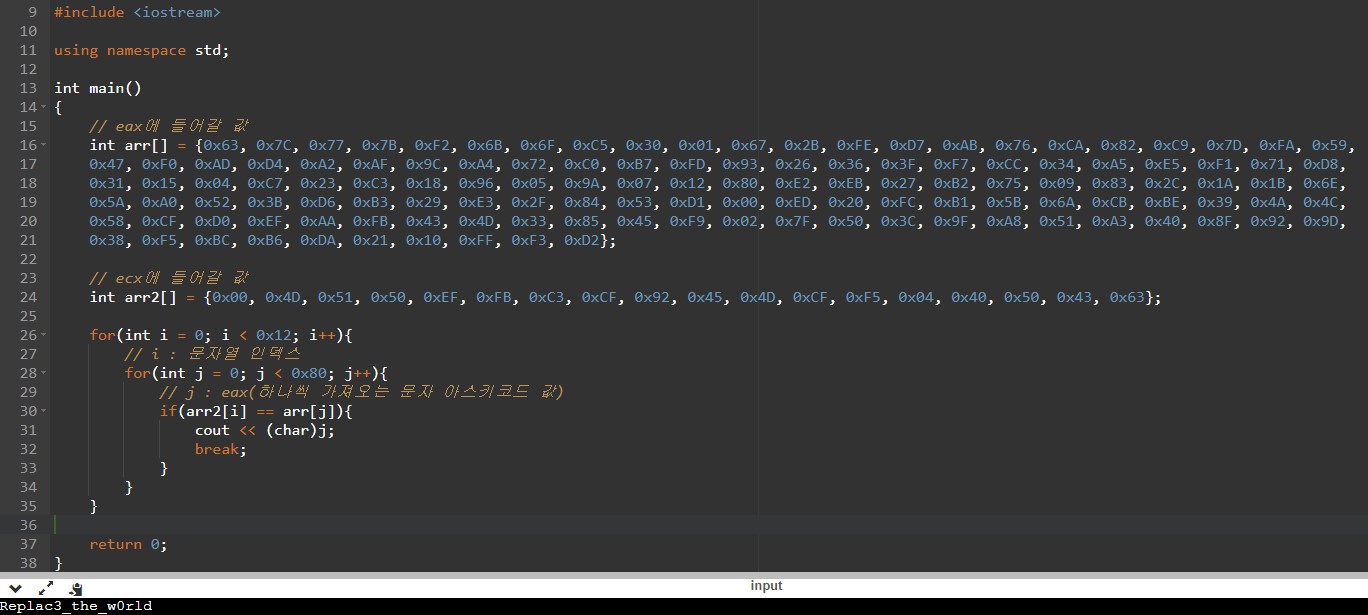 9 #include <iostream>
10
11 using namespace std;
12
13 int main()
14 {
15 // eax에 들어갈 값
16 int arr[] = {0x63, 0x7C, 0x77, 0x7B, 0xF2, 0x6B, 0x6F, 0xC5, 0x30, 0x01, 0x67, 0x2B, 0xFE, 0xD7, 0xAB, 0x76, 0xCA, 0x82, 0xC9, 0x7D, 0xFA, 0x59,
17 0x47, 0xF0, 0xAD, 0xD4, 0xA2, 0xAF, 0x9C, 0xA4, 0x72, 0xC0, 0xB7, 0xFD, 0x93, 0x26, 0x36, 0x3F, 0xF7, 0xCC, 0x34, 0xA5, 0xE5, 0xF1, 0x71, 0xD8,
18 0x31, 0x15, 0x04, 0xC7, 0x23, 0xC3, 0x18, 0x96, 0x05, 0x9A, 0x07, 0x12, 0x80, 0xE2, 0xEB, 0x27, 0xB2, 0x75, 0x09, 0x83, 0x2C, 0x1A, 0x1B, 0x6E,
19 0x5A, 0xA0, 0x52, 0x3B, 0xD6, 0xB3, 0x29, 0xE3, 0x2F, 0x84, 0x53, 0xD1, 0x00, 0xED, 0x20, 0xFC, 0xB1, 0x5B, 0x6A, 0xCB, 0xBE, 0x39, 0x4A, 0x4C,
20 0x58, 0xCF, 0xD0, 0xEF, 0xAA, 0xFB, 0x43, 0x4D, 0x33, 0x85, 0x45, 0xF9, 0x02, 0x7F, 0x50, 0x3C, 0x9F, 0xA8, 0x51, 0xA3, 0x40, 0x8F, 0x92, 0x9D,
21 0x38, 0xF5, 0xBC, 0xB6, 0xDA, 0x21, 0x10, 0xFF, 0xF3, 0xD2};
22
23 // ecx에 들어갈 값
24 int arr2[] = {0x00, 0x4D, 0x51, 0x50, 0xEF, 0xFB, 0xC3, 0xCF, 0x92, 0x45, 0x4D, 0xCF, 0xF5, 0x04, 0x40, 0x50, 0x43, 0x63};
25
26 for(int i = 0; i < 0x12; i++){
27 // i : 문자열 인덱스
28 for(int j = 0; j < 0x80; j++){
29 // j : eax(하나씩 가져오는 문자 아스키코드 값)
30 if(arr2[i] == arr[j]){
31 cout << (char)j;
32 break;
33 }
34 }
35 }
36
37 return 0;
38 }
input
Replac3_the_w0rld